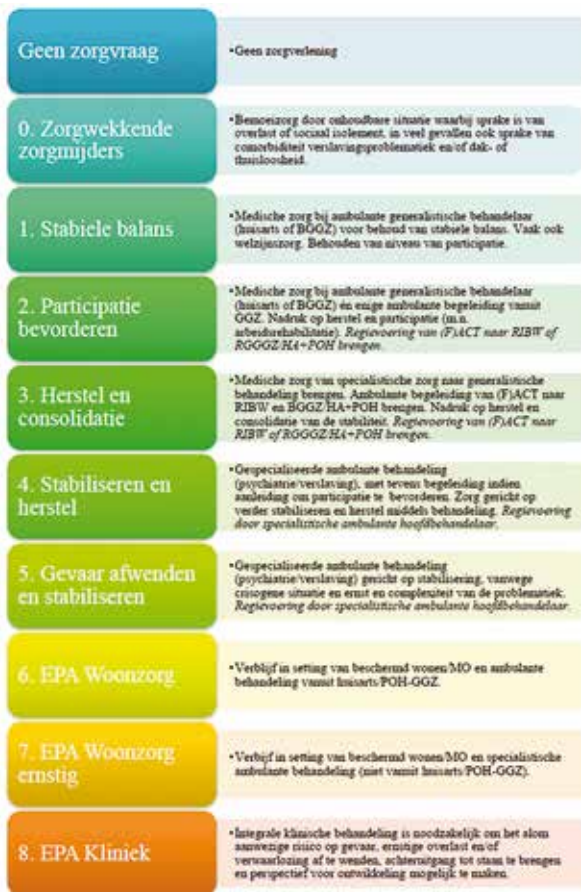 Geen zorgvraag
•Geen zorgverlening
0. Zorgwekkende
zorgmijders
•Bemoeizorg door onhoudbare situatie waarbij sprake is van
overlast of sociaal isolement, in veel gevallen ook sprake van
comorbiditeit verslavingsproblematiek en/of dak- of
thuisloosheid.
1. Stabiele balans
•Medische zorg bij ambulante generalistische behandelaar
(huisarts of BGGZ) voor behoud van stabiele balans. Vaak ook
welzijnszorg. Behouden van niveau van participatie.
2. Participatie
bevorderen
•Medische zorg bij ambulante generalistische behandelaar
(huisarts of BGGZ) en enige ambulante begeleiding vanuit
GGZ. Nadruk op herstel en participatie (m.n.
arbeidsrehabilitatie). Regievoering van (F)ACT naar RIBW of
RGGGZ/HA+POH brengen.
3. Herstel en
consolidatie
•Medische zorg van specialistische zorg naar generalistische
behandeling brengen. Ambulante begeleiding van (F)ACT naar
RIBW en BGGZ/HA+POH brengen. Nadruk op herstel en
consolidatie van de stabiliteit. Regievoering van (F)ACT naar
RIBW of RGGGZ/HA+POH brengen.
4. Stabiliseren en
herstel
•Gespecialiseerde ambulante behandeling
(psychiatrie/verslaving), met tevens begeleiding indien
aanleiding om participatie te bevorderen. Zorg gericht op
verder stabiliseren en herstel middels behandeling. Regievoering
door specialistische ambulante hoofdbehandelaar.
5. Gevaar afwenden
en stabiliseren
•Gespecialiseerde ambulante behandeling
(psychiatrie/verslaving) gericht op stabilisering, vanwege
crisogene situatie en ernst en complexiteit van de problematiek.
Regievoering door specialistische ambulante hoofdbehandelaar.
6. EPA Woonzorg
•Verblijf in setting van beschermd wonen/MO en ambulante
behandeling vanuit huisarts/POH-GGZ.
7. EPA Woonzorg
ernstig
•Verbijf in setting van beschermd wonen/MO en specialistische
ambulante behandeling (niet vanuit huisarts/POH-GGZ).
8. EPA Kliniek
•Integrale klinische behandeling is noodzakelijk om het alom
aanwezige risico op gevaar, ernstige overlast en/of
verwaarlozing af te wenden, achteruitgang tot staan te brengen
en perspectief voor ontwikkeling mogelijk te maken.